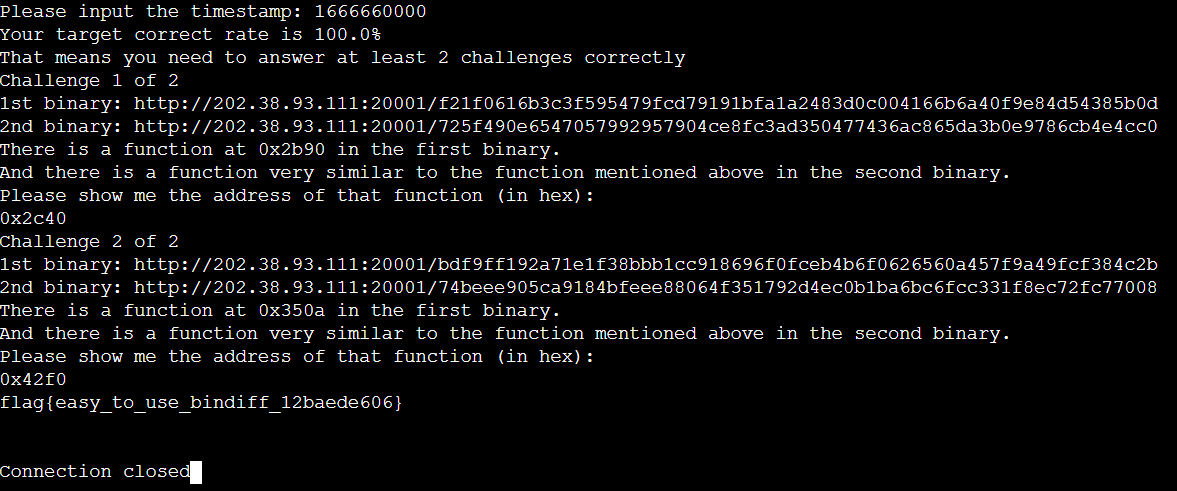 Please input the timestamp: 1666660000
Your target correct rate is 100.0%
That means you need to answer at least 2 challenges correctly
Challenge 1 of 2
1st binary: http://202.38.93.111:20001/f21f0616b3c3f595479fcd79191bfa1a2483d0c004166b6a40f9e84d54385b0d
2nd binary: http://202.38.93.111:20001/725f490e6547057992957904ce8fc3ad350477436ac865da3b0e9786cb4e4cc0
There is a function at 0x2b90 in the first binary.
And there is a function very similar to the function mentioned above in the second binary.
Please show me the address of that function (in hex):
0x2c40
Challenge 2 of 2
1st binary: http://202.38.93.111:20001/bdf9ff192a71e1f38bbb1cc918696f0fceb4b6f0626560a457f9a49fcf384c2b
2nd binary: http://202.38.93.111:20001/74beee905ca9184bfeee88064f351792d4ec0b1ba6bc6fcc331f8ec72fc77008
There is a function at 0x350a in the first binary.
And there is a function very similar to the function mentioned above in the second binary.
Please show me the address of that function (in hex):
0x42f0
flag{easy_to_use_bindiff_12baede606}
Connection closed